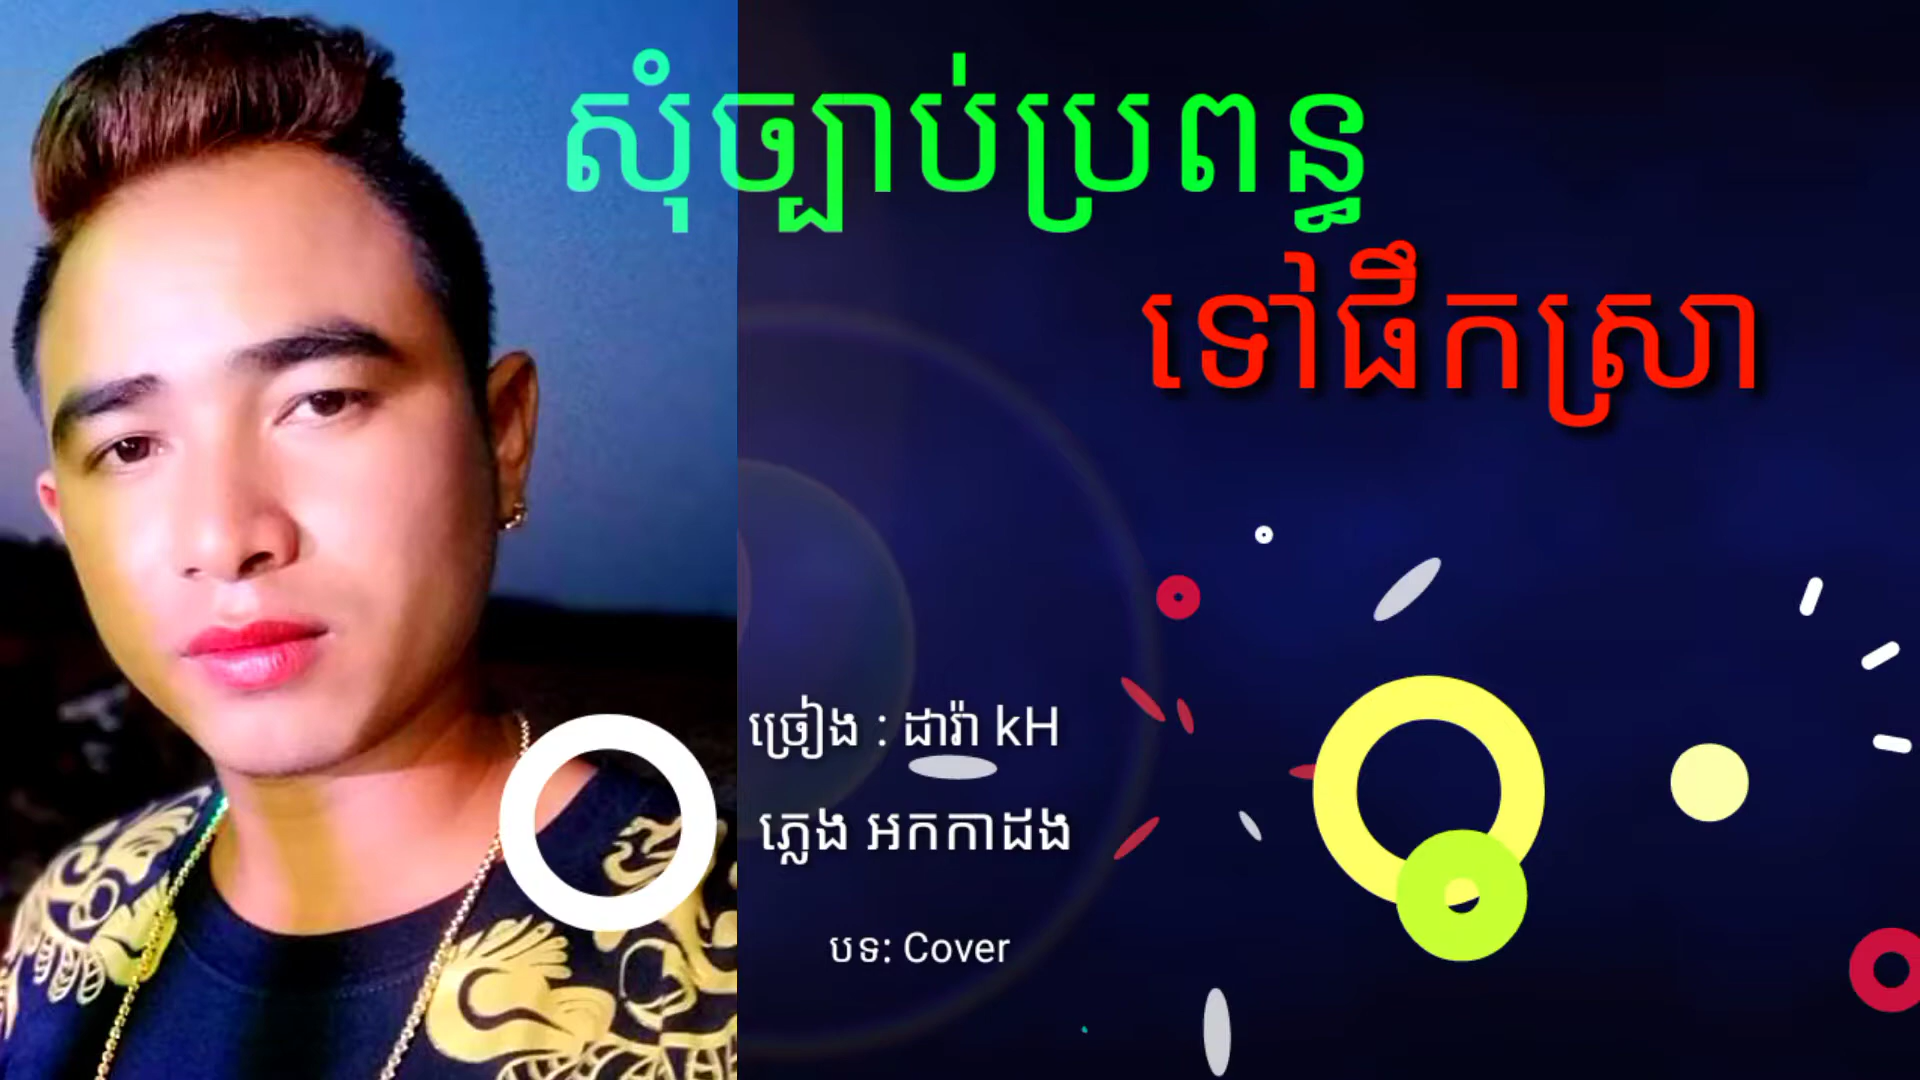 សុំច្បាប់ប្រពន្ធ
ទៅផឹកស្រា
ច្រៀង : ដារ៉ា kH
ភ្លេង អកកាដង
បទ: Cover